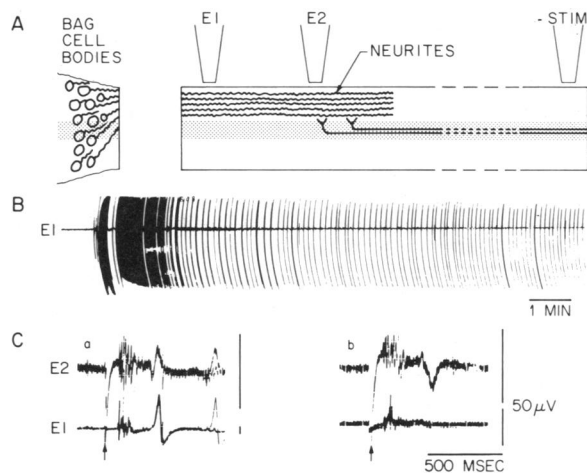 A
BAG
CELL
BODIES
E1
E2
- STIM
NEURITES
B
E1
1 MIN
C
a
b
E2
E1
50 μV
500 MSEC